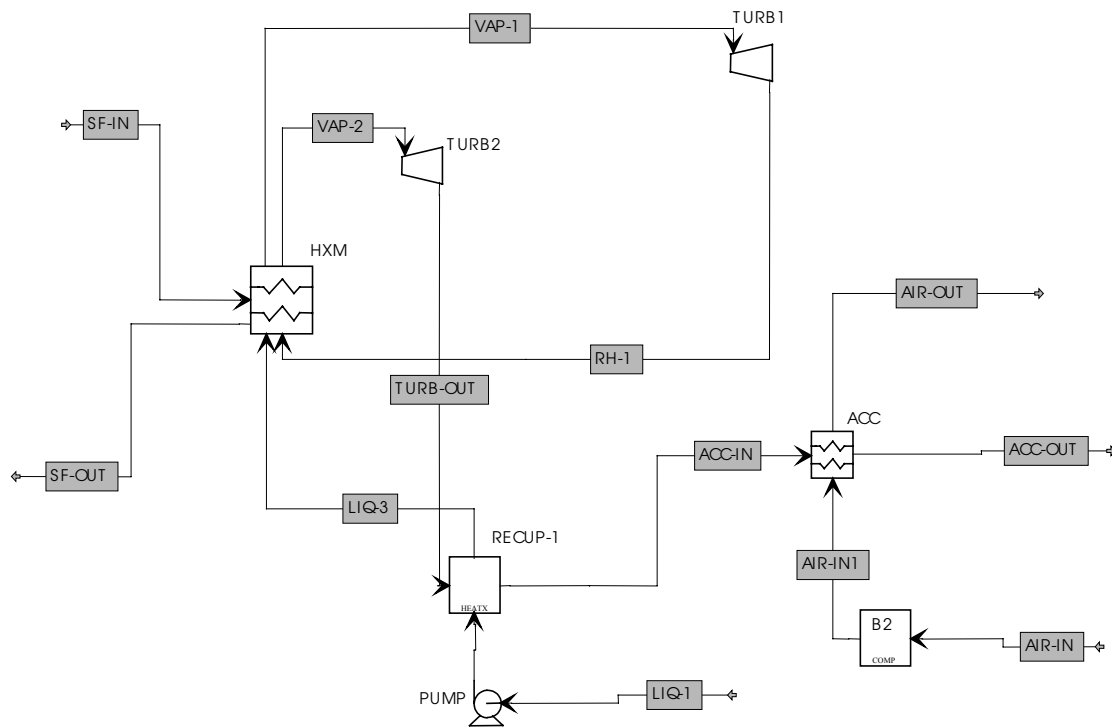 TURB1
VAP-1
SF-IN
VAP-2
TURB2
HXM
AIR-OUT
RH-1
TURB-OUT
ACC
ACC-IN
ACC-OUT
SF-OUT
LIQ-3
RECUP-1
HEATX
AIR-IN1
B2
COMP
AIR-IN
PUMP
LIQ-1